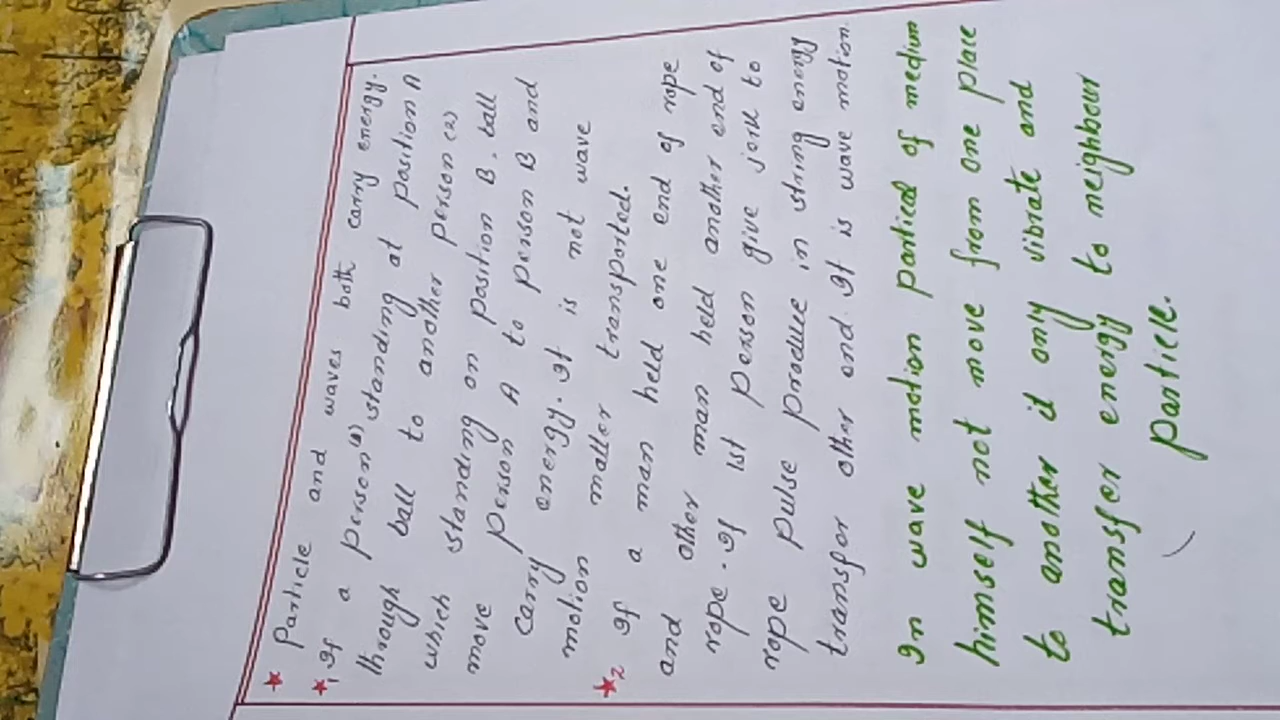 ★ Particle and waves both carry energy.
★1 If a person(1) standing at position A
through ball to another person (2)
which standing on position B. ball
move person A to person B and
carry energy. It is not wave
motion matter transported.
★2 If a man held one end of rope
and other man held another end of
rope. If 1st person give jork to
rope pulse produce in string energy
transfor other end. It is wave motion.
In wave motion partical of medium
himself not move from one place
to another it only vibrate and
transfer energy to neighbour
particle.